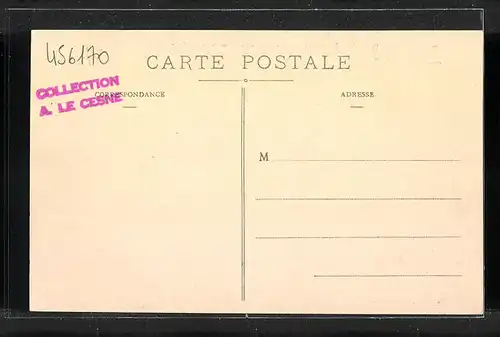 456170
CARTE POSTALE
COLLECTION
A. LE CESNE
CORRESPONDANCE
ADRESSE
M